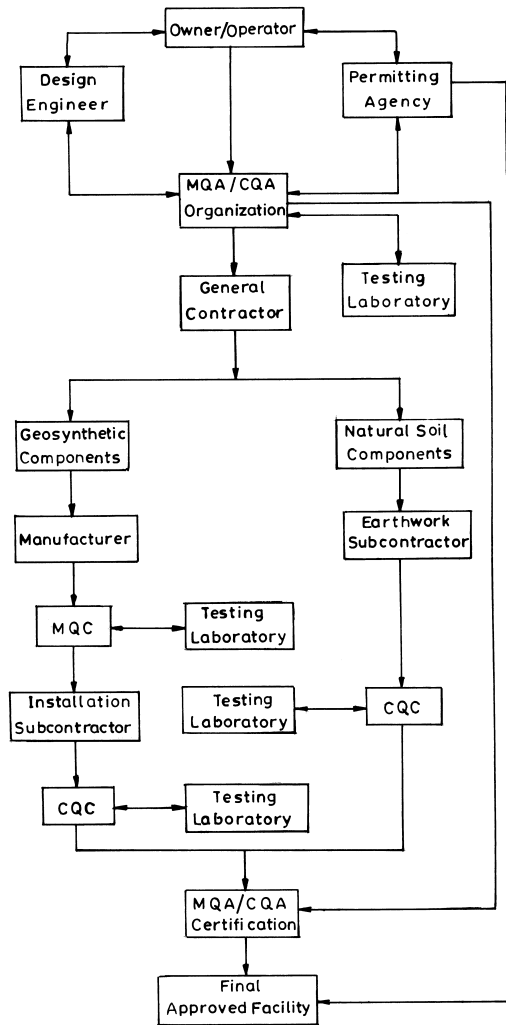 Owner/Operator
Design
Engineer
Permitting
Agency
MQA/CQA
Organization
Testing
Laboratory
General
Contractor
Geosynthetic
Components
Natural Soil
Components
Manufacturer
Earthwork
Subcontractor
MQC
Testing
Laboratory
Installation
Subcontractor
Testing
Laboratory
CQC
CQC
Testing
Laboratory
MQA/CQA
Certification
Final
Approved Facility